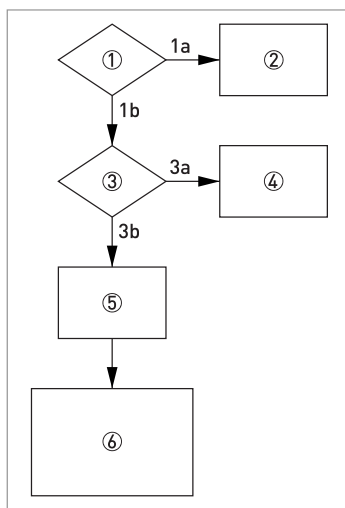 ① 1a ②
1b
③ 3a ④
3b
⑤
⑥